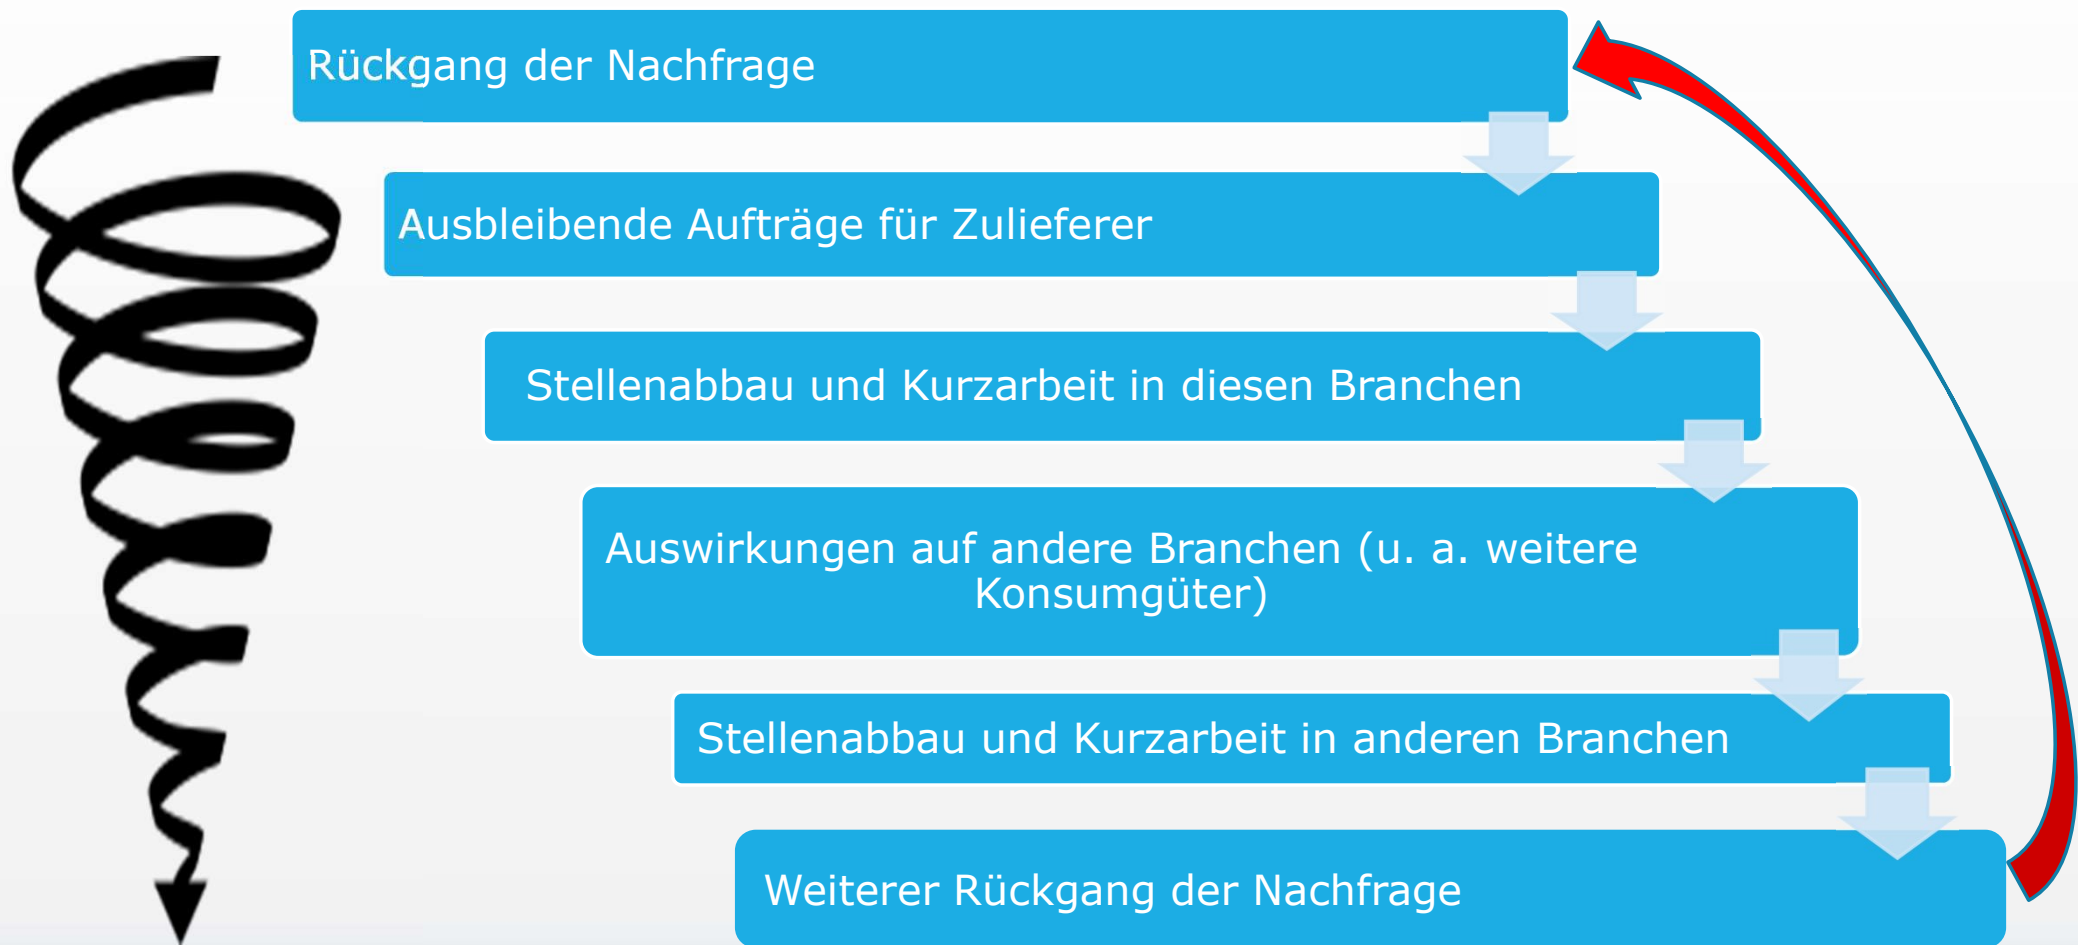 Rückgang der Nachfrage
Ausbleibende Aufträge für Zulieferer
Stellenabbau und Kurzarbeit in diesen Branchen
Auswirkungen auf andere Branchen (u. a. weitere
Konsumgüter)
Stellenabbau und Kurzarbeit in anderen Branchen
Weiterer Rückgang der Nachfrage